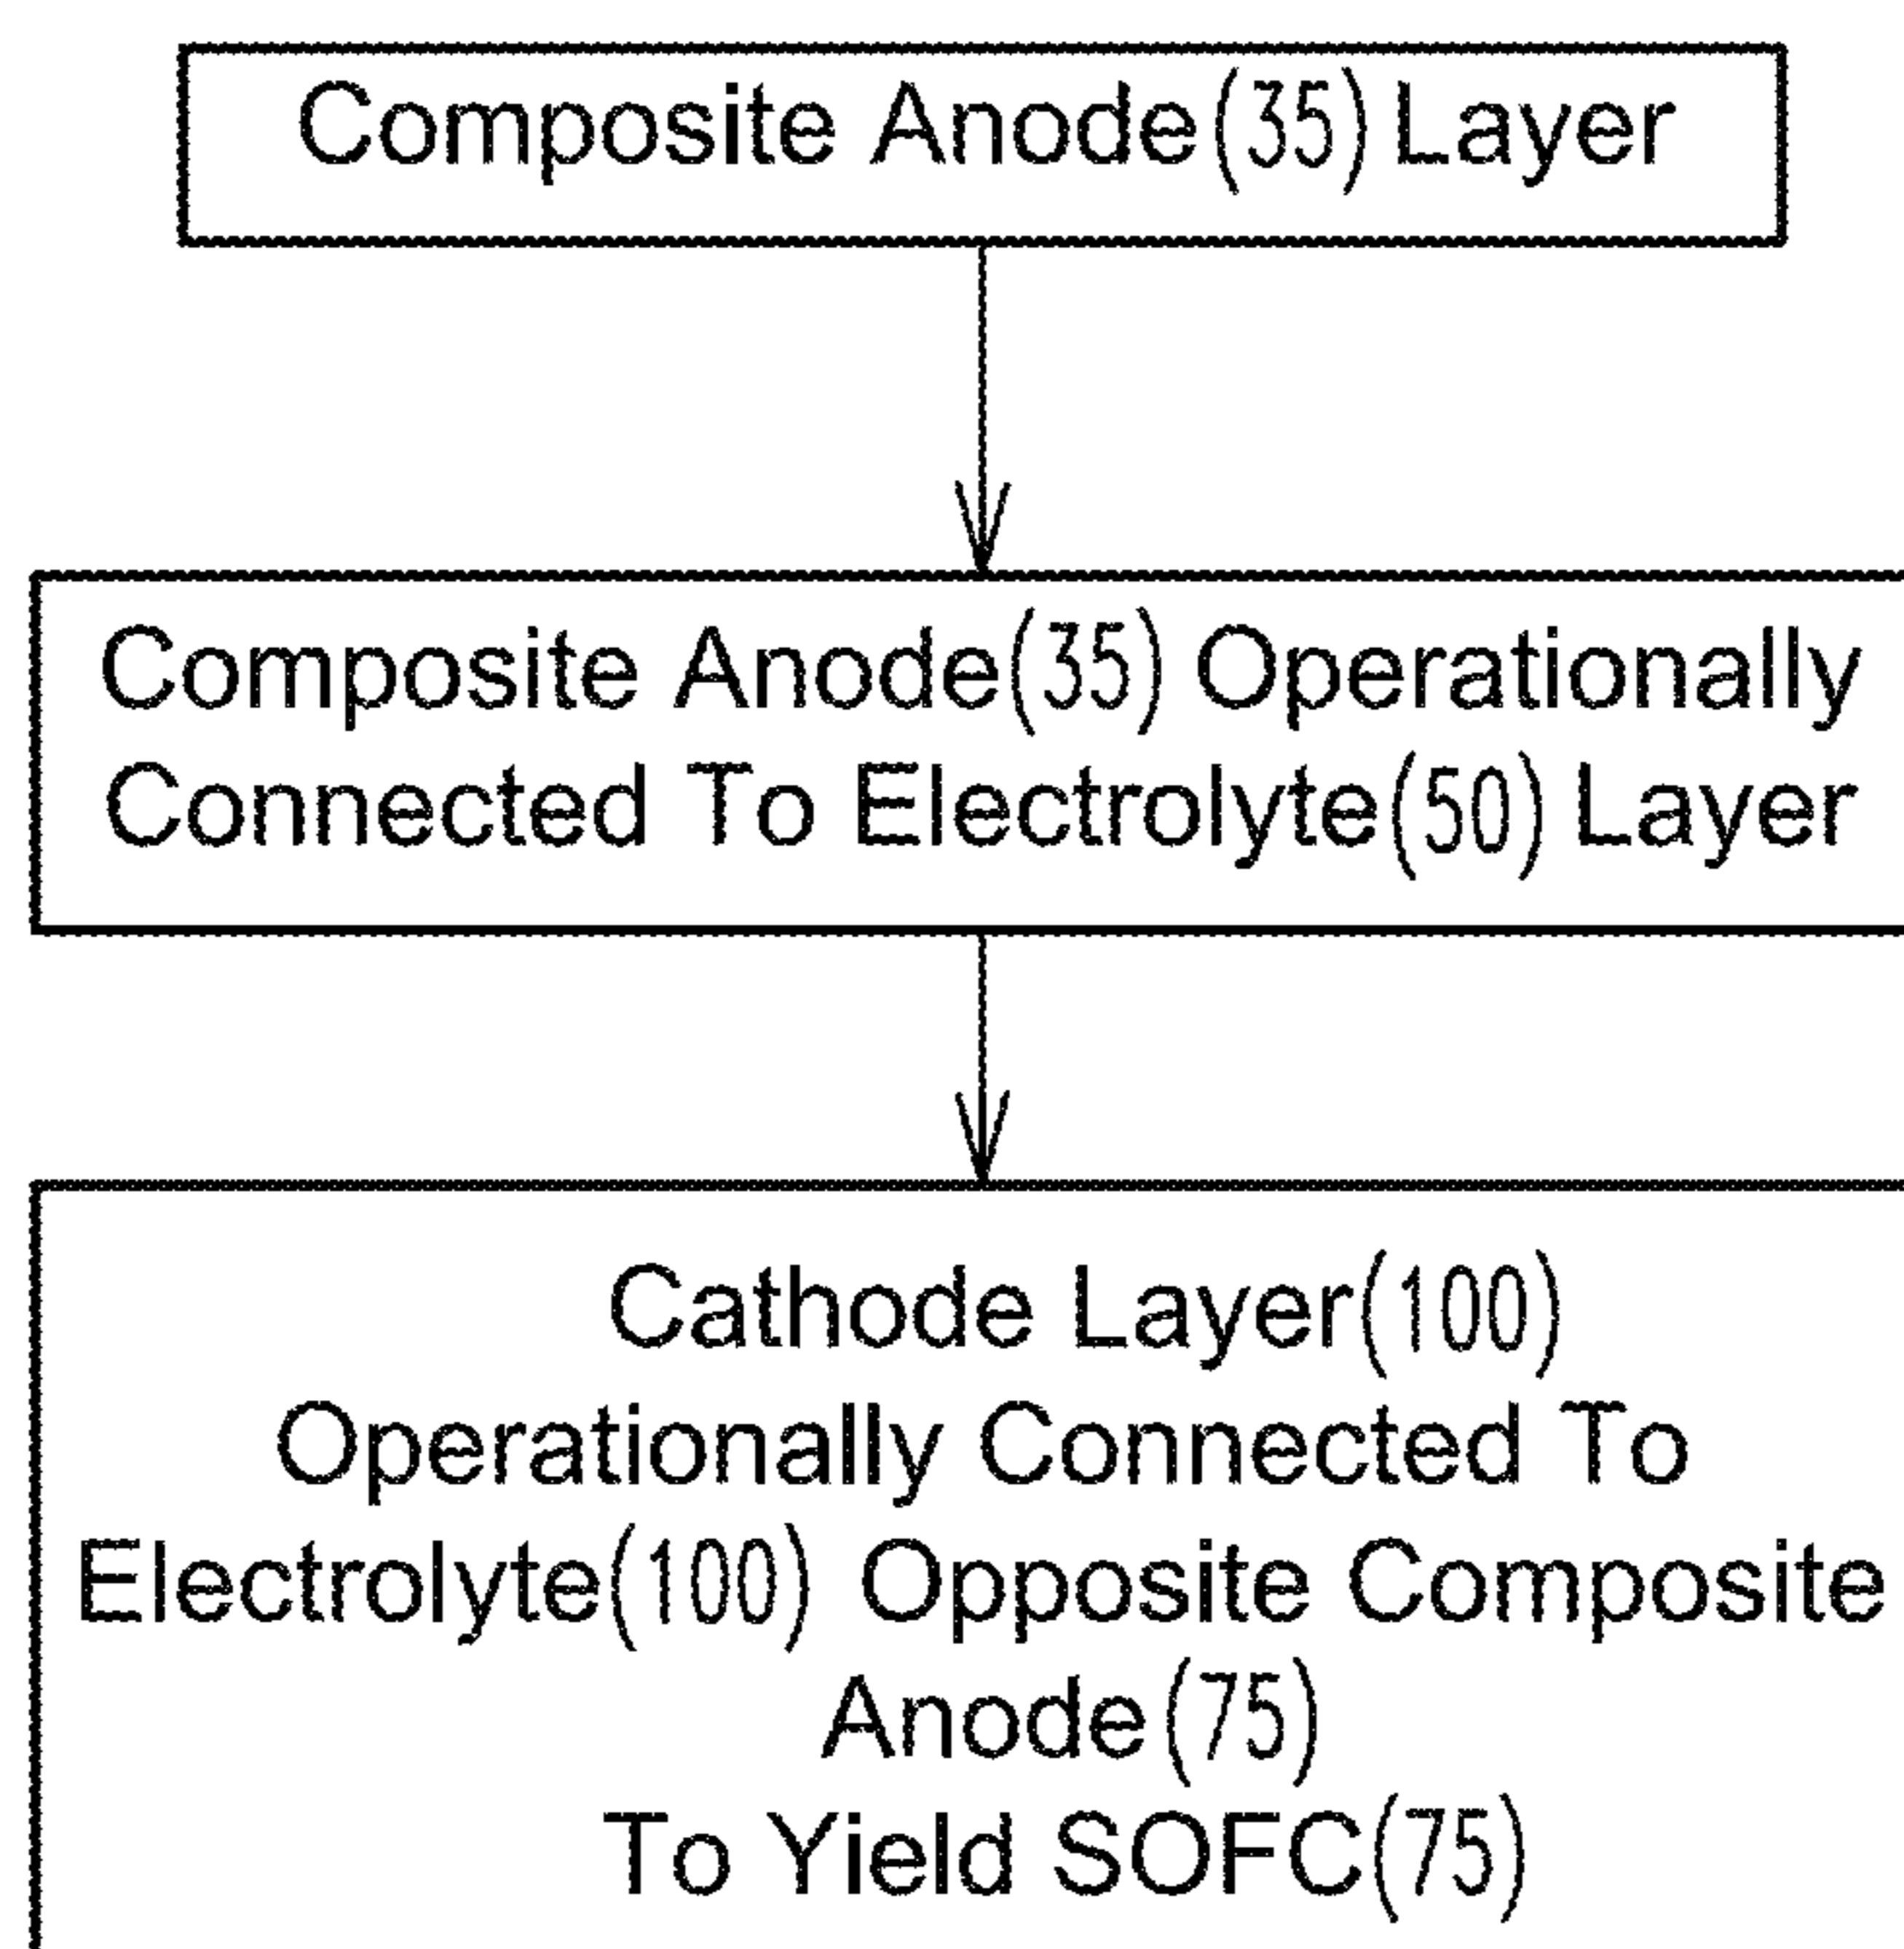 Composite Anode(35) Layer
Composite Anode(35) Operationally
Connected To Electrolyte(50) Layer
Cathode Layer(100)
Operationally Connected To
Electrolyte(100) Opposite Composite
Anode(75)
To Yield SOFC(75)